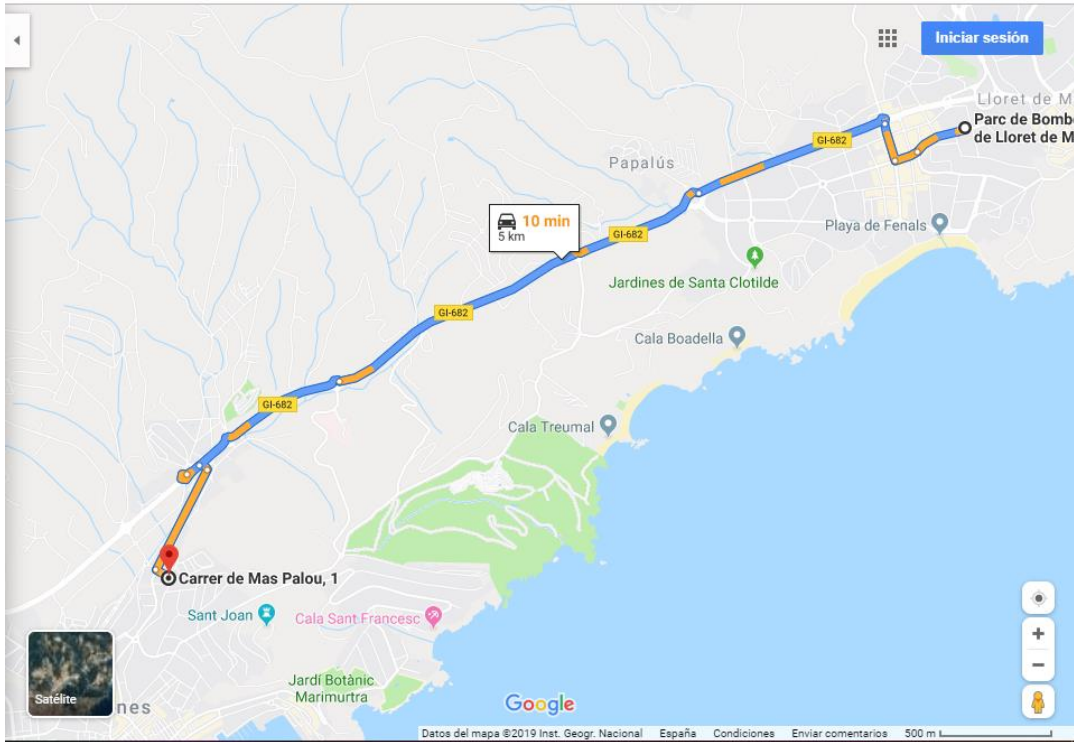 Iniciar sesión
Lloret de M
Parc de Bombe
de Lloret de M
GI-682
Papalús
10 min
5 km
GI-682
Playa de Fenals
Jardines de Santa Clotilde
GI-682
Cala Boadella
GI-682
Cala Treumal
Carrer de Mas Palou, 1
Sant Joan
Cala Sant Francesc
Jardí Botànic
Marimurtra
Satélite
nes
Google
Datos del mapa ©2019 Inst. Geogr. Nacional España Condiciones Enviar comentarios 500 m